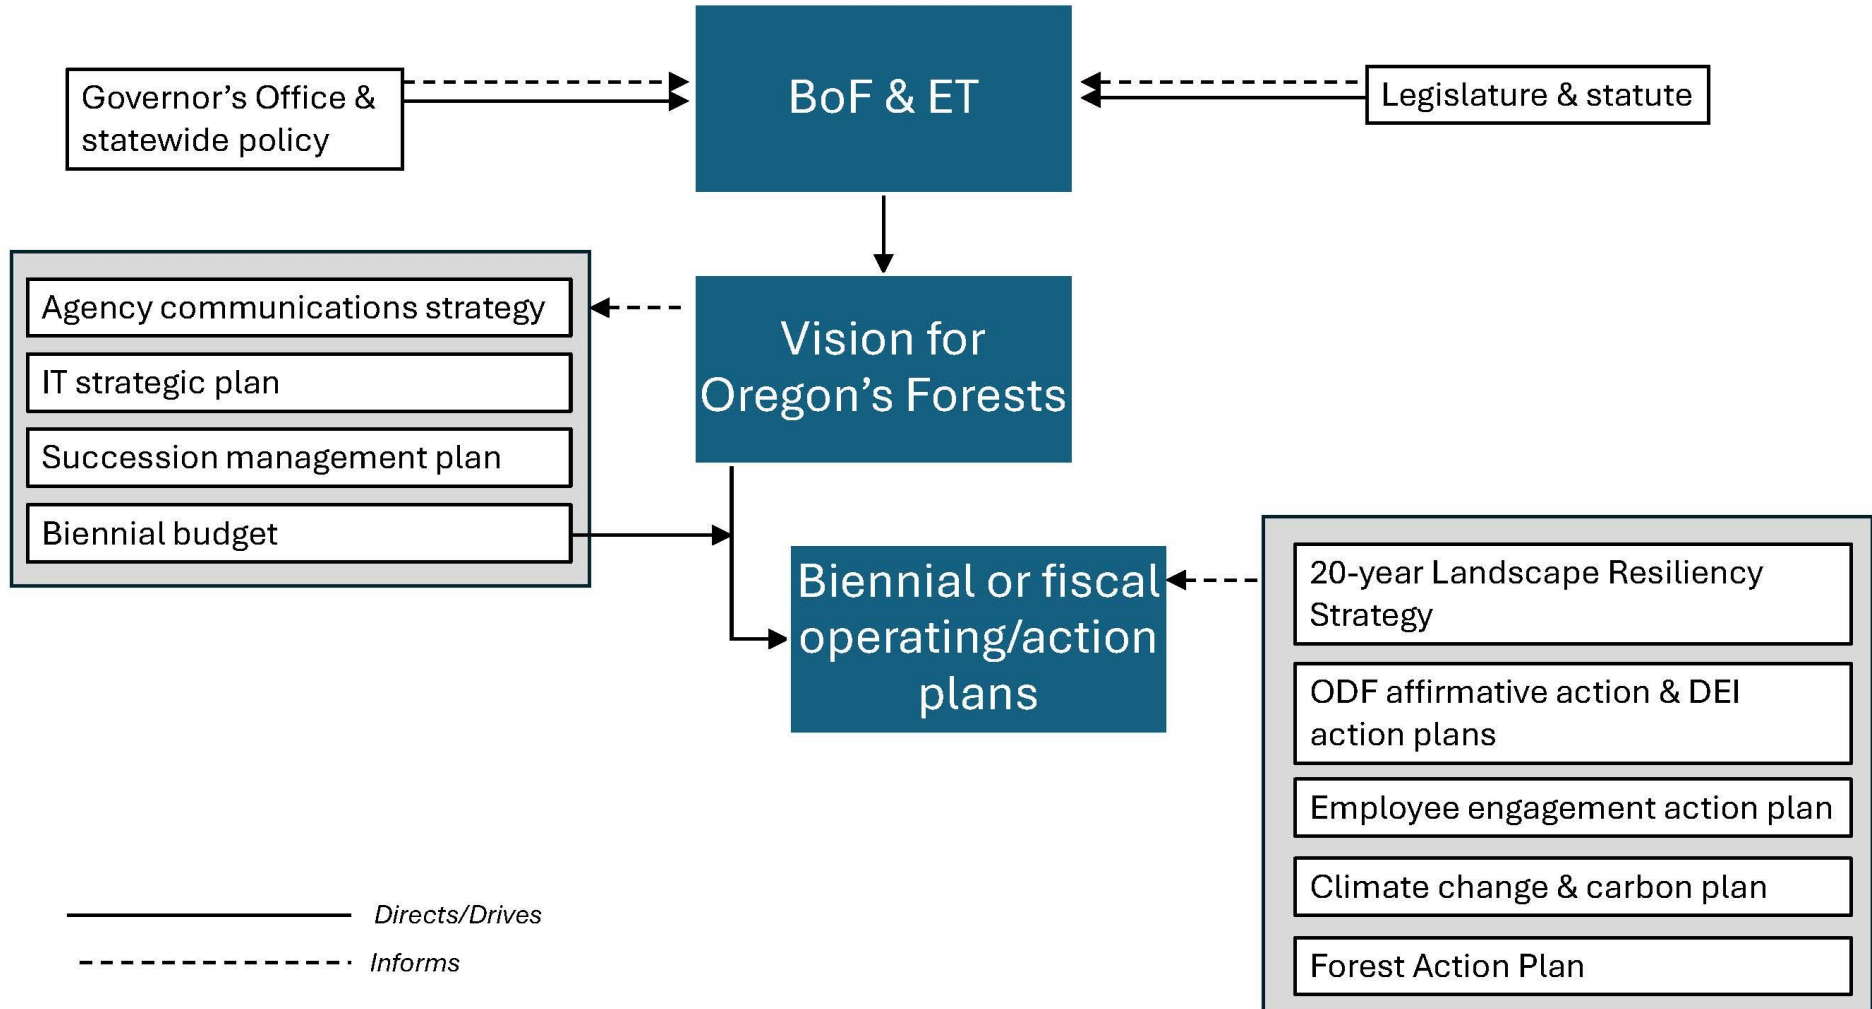 BoF & ET
Governor's Office &
statewide policy
Legislature & statute
Agency communications strategy
IT strategic plan
Succession management plan
Biennial budget
Vision for
Oregon's Forests
Biennial or fiscal
operating/action
plans
20-year Landscape Resiliency
Strategy
ODF affirmative action & DEI
action plans
Employee engagement action plan
Climate change & carbon plan
Forest Action Plan
Directs/Drives
Informs